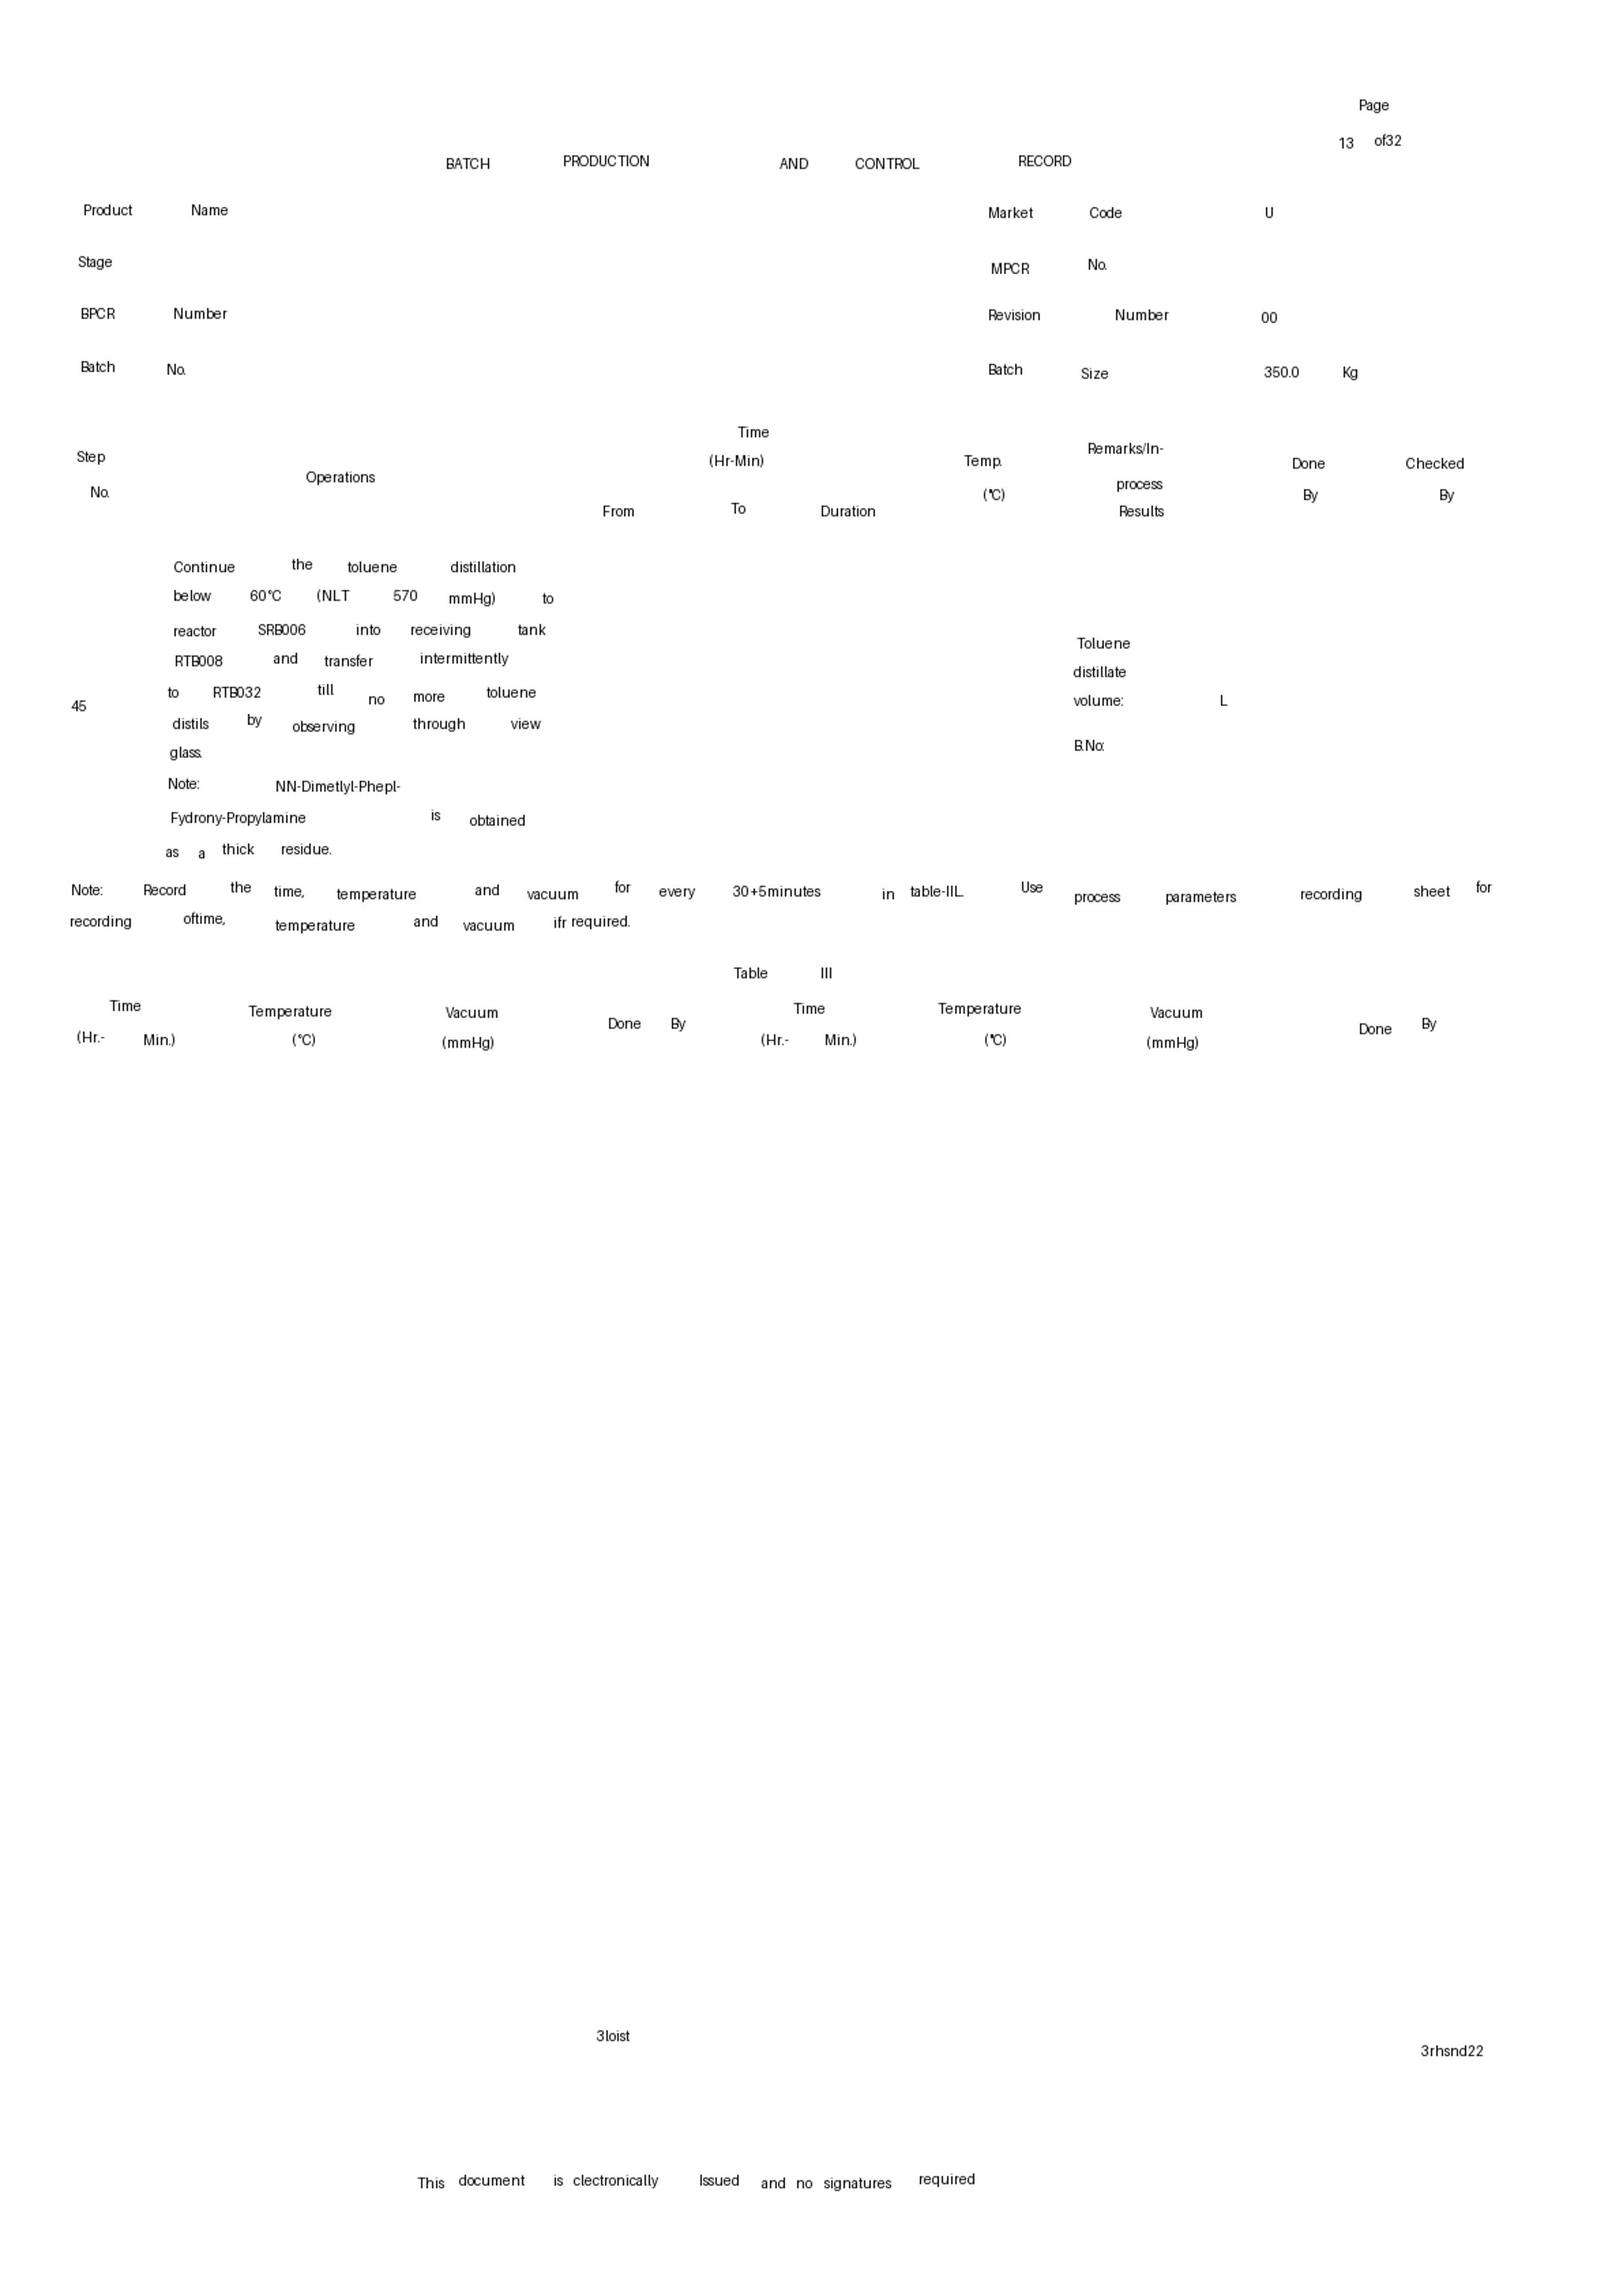 Page
13 of32
BATCH PRODUCTION AND CONTROL RECORD
Product Name Market Code U
Stage MPCR No.
BPCR Number Revision Number 00
Batch No. Batch Size 350.0 Kg
Step No. Operations Time (Hr-Min) From To Duration Temp. (°C) Remarks/In-process Results Done By Checked By
Continue the toluene distillation
below 60°C (NLT 570 mmHg) to
reactor SRB006 into receiving tank
RTB008 and transfer intermittently
45 to RTB032 till no more toluene
distils by observing through view
glass.
Note: NN-Dimetlyl-Phepl-
Fydrony-Propylamine is obtained
as a thick residue.
Toluene
distillate
volume: L
B.No:
Note: Record the time, temperature and vacuum for every 30+5minutes in table-IIL. Use process parameters recording sheet for
recording oftime, temperature and vacuum ifr required.
Table III
Time Temperature Vacuum Done By Time Temperature Vacuum Done By
(Hr.- Min.) (°C) (mmHg) (Hr.- Min.) (°C) (mmHg)
3loist 3rhsnd22
This document is clectronically Issued and no signatures required